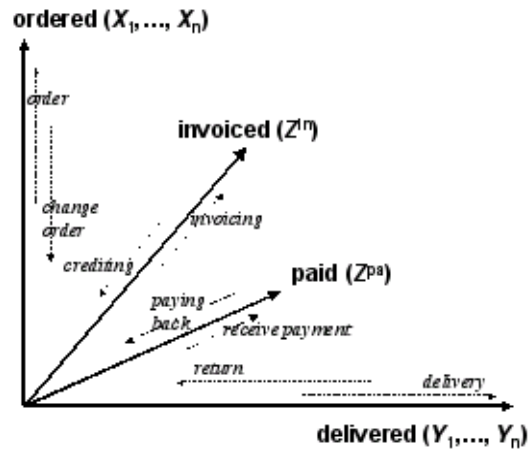 ordered (X₁,..., Xₙ)
order
invoiced (Zᴵⁿ)
change
order
invoicing
crediting
paid (Zᵖᵃ)
paying
back
receive payment
return
delivery
delivered (Y₁,..., Yₙ)